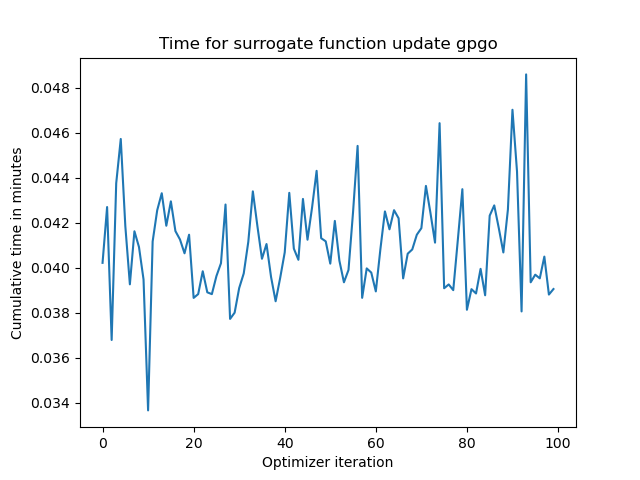 Time for surrogate function update gpgo
0.048
0.046
0.044
0.042
0.040
0.038
0.036
0.034
Cumulative time in minutes
0 20 40 60 80 100
Optimizer iteration